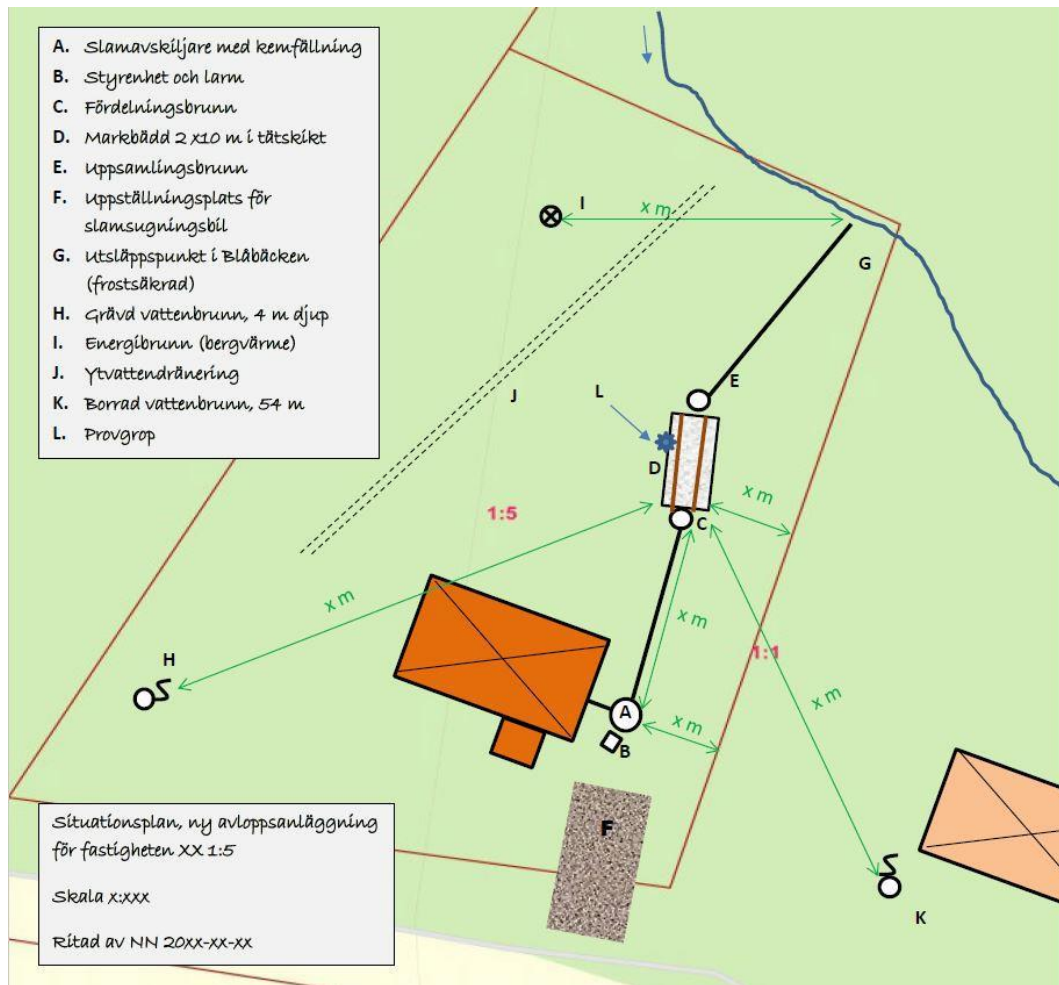 A. Slamavskiljare med kemfällning
B. Styrenhet och larm
C. Fördelningsbrunn
D. Markbädd 2 x10 m i tätskikt
E. Uppsamlingsbrunn
F. Uppställningsplats för
slamsugningsbil
G. Utsläppspunkt i Blåbäcken
(frostsäkrad)
H. Grävd vattenbrunn, 4 m djup
I. Energibrunn (bergvärme)
J. Ytvattendränering
K. Borrad vattenbrunn, 54 m
L. Provgrop
I
x m
G
E
L
J
D
x m
1:5
C
x m
x m
1:1
H
x m
A
x m
B
F
K
Situationsplan, ny avloppsanläggning
för fastigheten XX 1:5
Skala x:xxx
Ritad av NN 20xx-xx-xx